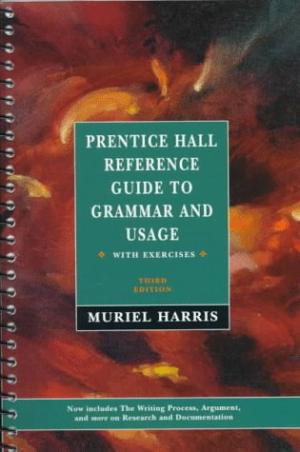 PRENTICE HALL
REFERENCE
GUIDE TO
GRAMMAR AND
USAGE
WITH EXERCISES
THIRD
EDITION
MURIEL HARRIS
Now includes The Writing Process, Argument,
and more on Research and Documentation